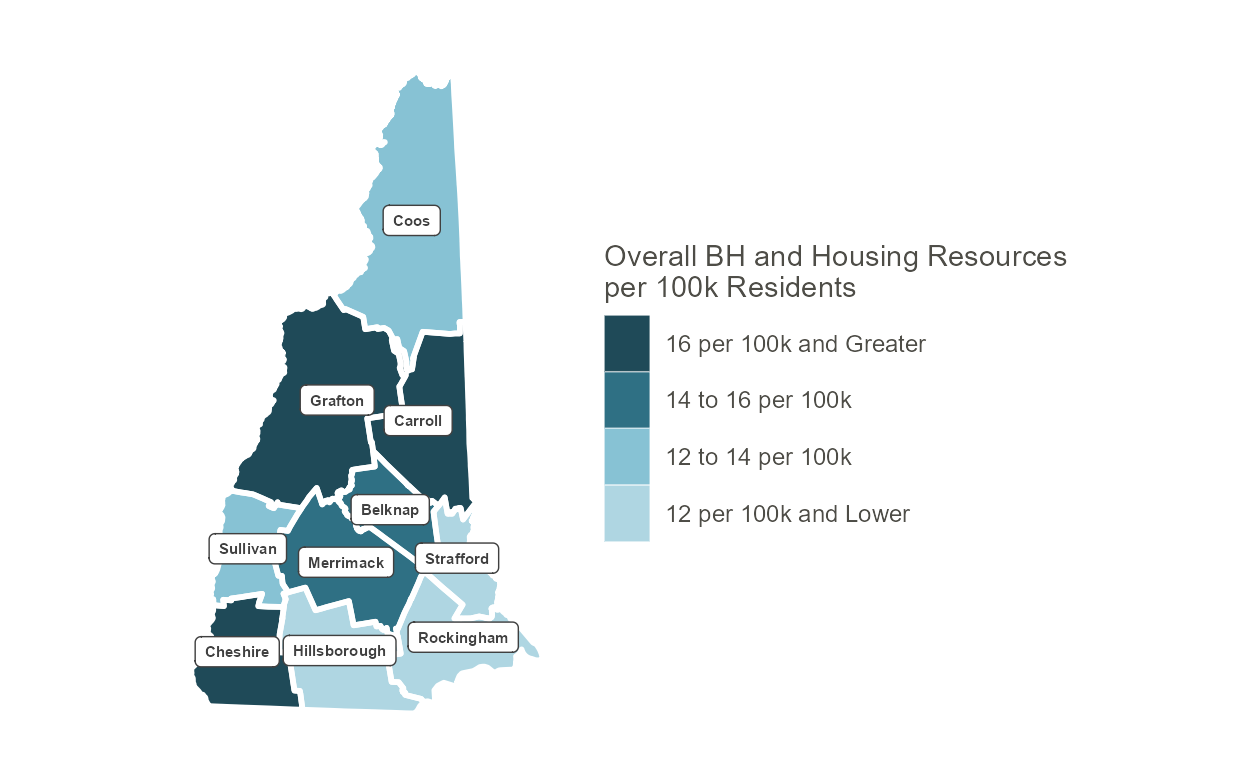 Coos
Grafton
Carroll
Belknap
Sullivan
Merrimack
Strafford
Cheshire
Hillsborough
Rockingham
Overall BH and Housing Resources
per 100k Residents
16 per 100k and Greater
14 to 16 per 100k
12 to 14 per 100k
12 per 100k and Lower